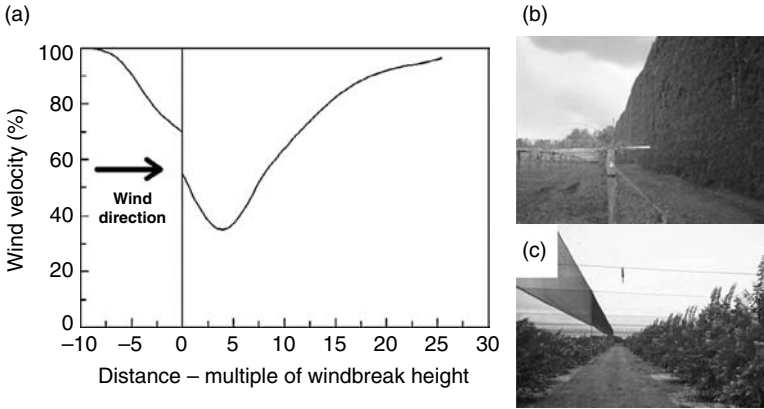 (a)
100
80
60
40
20
0
Wind velocity (%)
Wind
direction
−10 −5 0 5 10 15 20 25 30
Distance – multiple of windbreak height
(b)
(c)